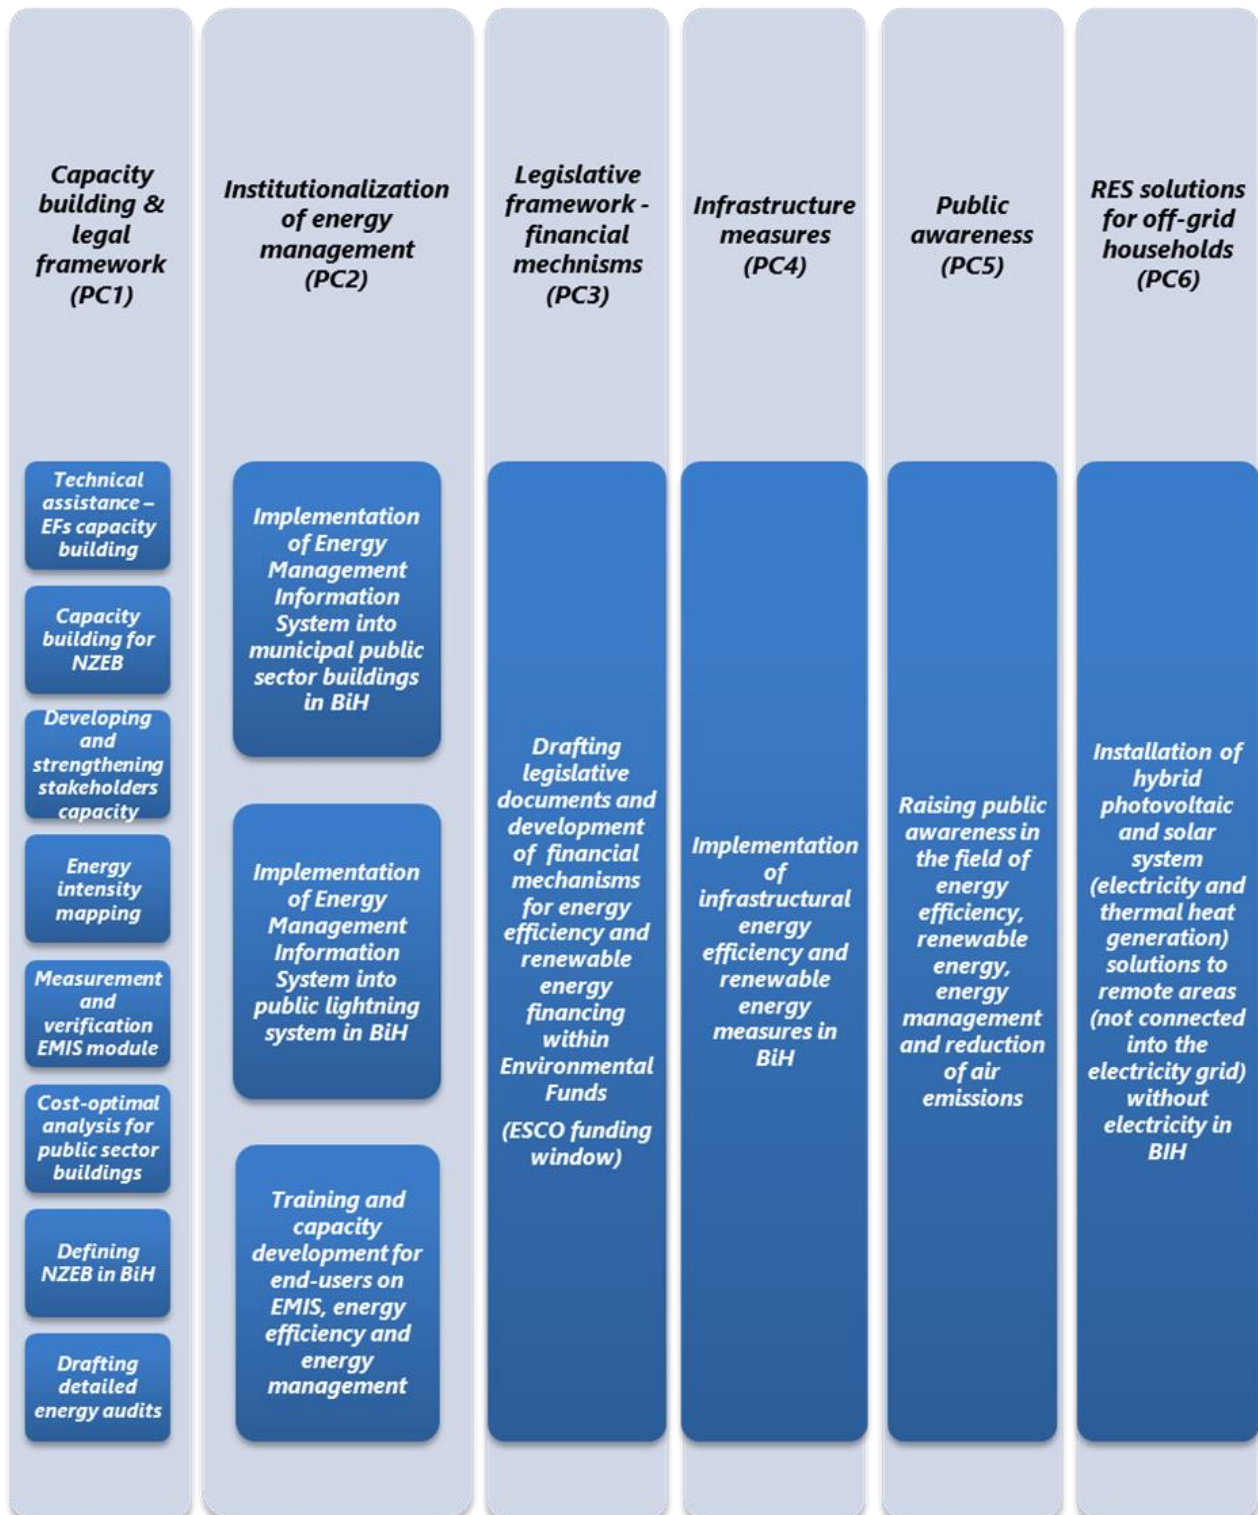 Capacity
building &
legal
framework
(PC1)
Technical
assistance –
EFs capacity
building
Capacity
building for
NZEB
Developing
and
strengthening
stakeholders
capacity
Energy
intensity
mapping
Measurement
and
verification
EMIS module
Cost-optimal
analysis for
public sector
buildings
Defining
NZEB in BiH
Drafting
detailed
energy audits
Institutionalization
of energy
management
(PC2)
Implementation
of Energy
Management
Information
System into
municipal public
sector buildings
in BiH
Implementation
of Energy
Management
Information
System into
public lightning
system in BiH
Training and
capacity
development for
end-users on
EMIS, energy
efficiency and
energy
management
Legislative
framework -
financial
mechnisms
(PC3)
Drafting
legislative
documents and
development
of financial
mechanisms
for energy
efficiency and
renewable
energy
financing
within
Environmental
Funds
(ESCO funding
window)
Infrastructure
measures
(PC4)
Implementation
of
infrastructural
energy
efficiency and
renewable
energy
measures in
BiH
Public
awareness
(PC5)
Raising public
awareness in
the field of
energy
efficiency,
renewable
energy,
energy
management
and reduction
of air
emissions
RES solutions
for off-grid
households
(PC6)
Installation of
hybrid
photovoltaic
and solar
system
(electricity and
thermal heat
generation)
solutions to
remote areas
(not connected
into the
electricity grid)
without
electricity in
BIH